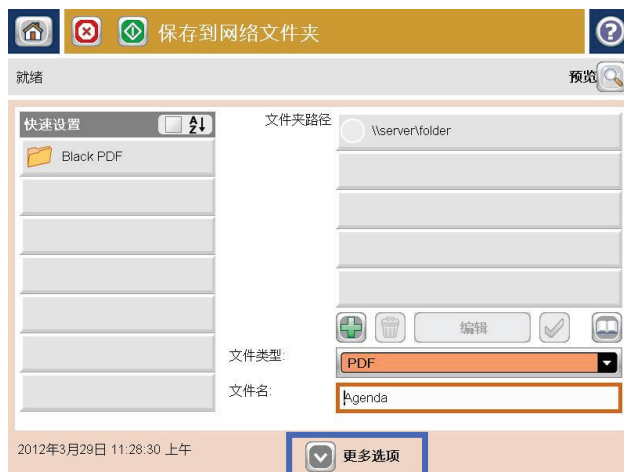 保存到网络文件夹
就绪
预览
快速设置
Black PDF
文件夹路径
\\server\folder
编辑
文件类型:
PDF
文件名:
Agenda
2012年3月29日 11:28:30 上午
更多选项